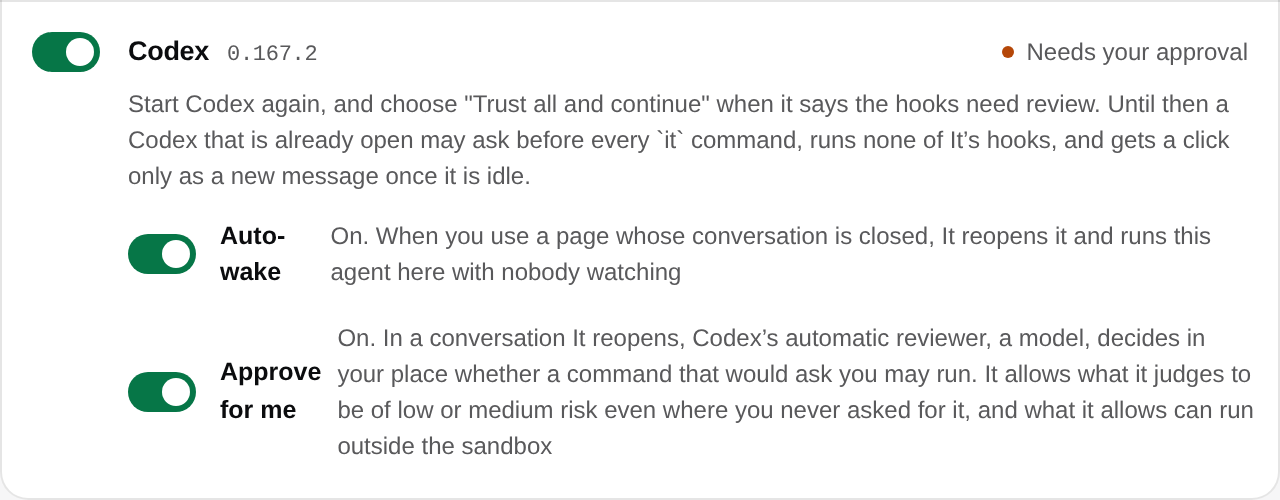 Codex 0.167.2
Needs your approval
Start Codex again, and choose "Trust all and continue" when it says the hooks need review. Until then a
Codex that is already open may ask before every `it` command, runs none of It’s hooks, and gets a click
only as a new message once it is idle.
Auto-
wake
On. When you use a page whose conversation is closed, It reopens it and runs this
agent here with nobody watching
Approve
for me
On. In a conversation It reopens, Codex’s automatic reviewer, a model, decides in
your place whether a command that would ask you may run. It allows what it judges to
be of low or medium risk even where you never asked for it, and what it allows can run
outside the sandbox